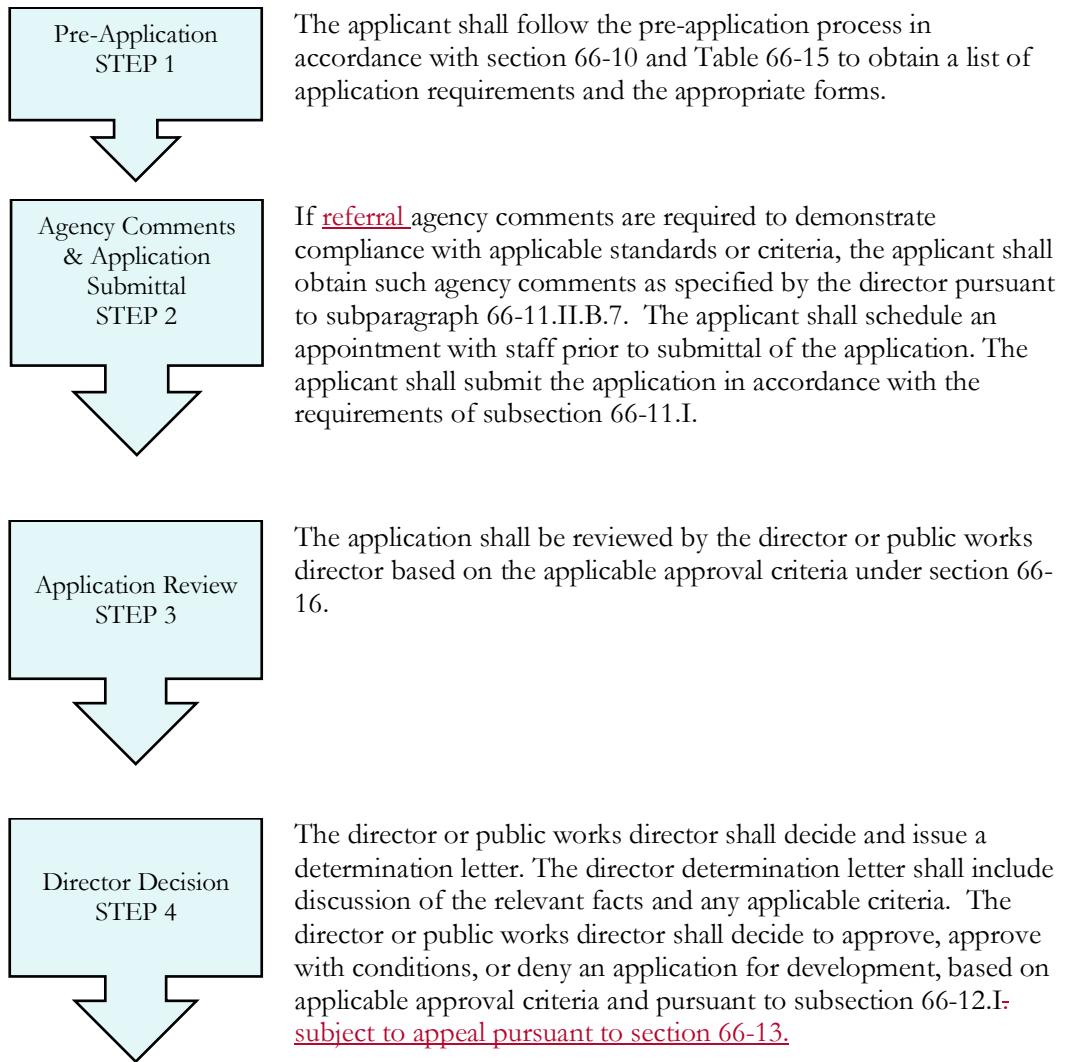 Pre-Application
STEP 1
The applicant shall follow the pre-application process in
accordance with section 66-10 and Table 66-15 to obtain a list of
application requirements and the appropriate forms.
Agency Comments
& Application
Submittal
STEP 2
If referral agency comments are required to demonstrate
compliance with applicable standards or criteria, the applicant shall
obtain such agency comments as specified by the director pursuant
to subparagraph 66-11.II.B.7.  The applicant shall schedule an
appointment with staff prior to submittal of the application. The
applicant shall submit the application in accordance with the
requirements of subsection 66-11.I.
Application Review
STEP 3
The application shall be reviewed by the director or public works
director based on the applicable approval criteria under section 66-
16.
Director Decision
STEP 4
The director or public works director shall decide and issue a
determination letter. The director determination letter shall include
discussion of the relevant facts and any applicable criteria.  The
director or public works director shall decide to approve, approve
with conditions, or deny an application for development, based on
applicable approval criteria and pursuant to subsection 66-12.I.
subject to appeal pursuant to section 66-13.